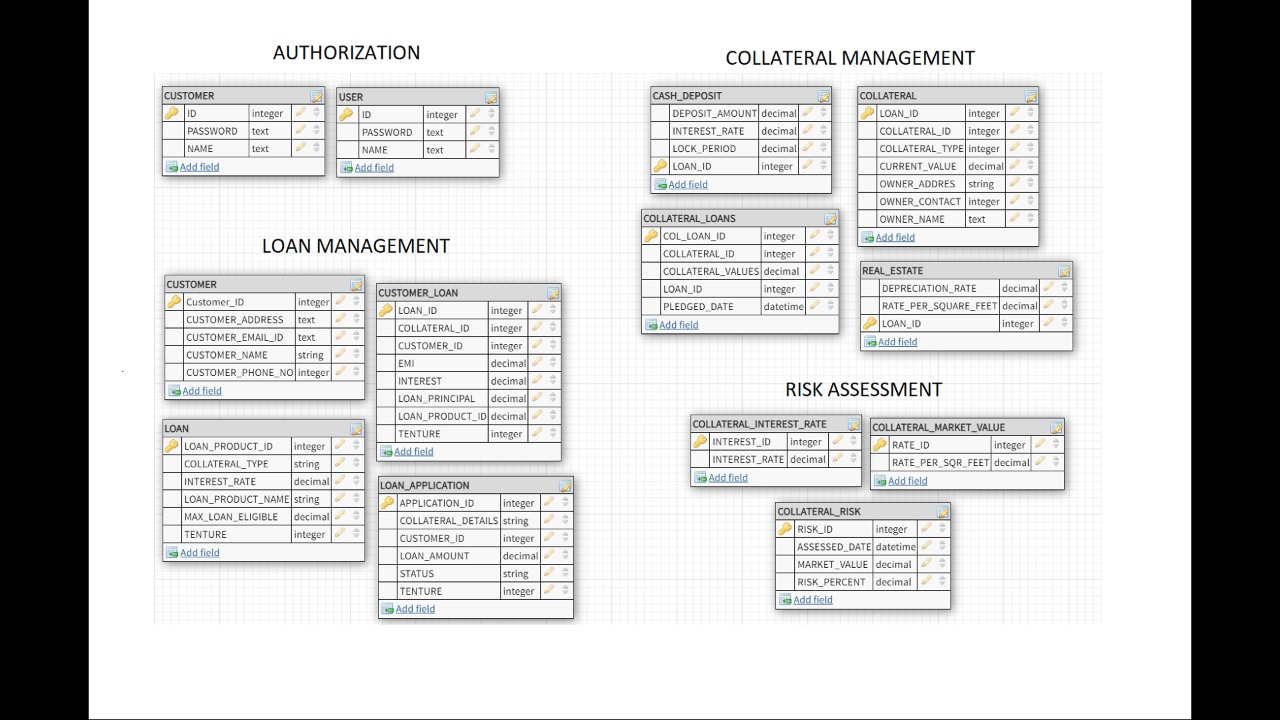 AUTHORIZATION
CUSTOMER
ID integer
PASSWORD text
NAME text
Add field
USER
ID integer
PASSWORD text
NAME text
Add field
LOAN MANAGEMENT
CUSTOMER
Customer_ID integer
CUSTOMER_ADDRESS text
CUSTOMER_EMAIL_ID text
CUSTOMER_NAME string
CUSTOMER_PHONE_NO integer
Add field
CUSTOMER_LOAN
LOAN_ID integer
COLLATERAL_ID integer
CUSTOMER_ID integer
EMI decimal
INTEREST decimal
LOAN_PRINCIPAL decimal
LOAN_PRODUCT_ID decimal
TENTURE integer
Add field
LOAN
LOAN_PRODUCT_ID integer
COLLATERAL_TYPE string
INTEREST_RATE decimal
LOAN_PRODUCT_NAME string
MAX_LOAN_ELIGIBLE decimal
TENTURE integer
Add field
LOAN_APPLICATION
APPLICATION_ID integer
COLLATERAL_DETAILS string
CUSTOMER_ID integer
LOAN_AMOUNT decimal
STATUS string
TENTURE integer
Add field
COLLATERAL MANAGEMENT
CASH_DEPOSIT
DEPOSIT_AMOUNT decimal
INTEREST_RATE decimal
LOCK_PERIOD decimal
LOAN_ID integer
Add field
COLLATERAL
LOAN_ID integer
COLLATERAL_ID integer
COLLATERAL_TYPE integer
CURRENT_VALUE decimal
OWNER_ADDRES string
OWNER_CONTACT integer
OWNER_NAME text
Add field
COLLATERAL_LOANS
COL_LOAN_ID integer
COLLATERAL_ID integer
COLLATERAL_VALUES decimal
LOAN_ID integer
PLEDGED_DATE datetime
Add field
REAL_ESTATE
DEPRECIATION_RATE decimal
RATE_PER_SQUARE_FEET decimal
LOAN_ID integer
Add field
RISK ASSESSMENT
COLLATERAL_INTEREST_RATE
INTEREST_ID integer
INTEREST_RATE decimal
Add field
COLLATERAL_MARKET_VALUE
RATE_ID integer
RATE_PER_SQR_FEET decimal
Add field
COLLATERAL_RISK
RISK_ID integer
ASSESSED_DATE datetime
MARKET_VALUE decimal
RISK_PERCENT decimal
Add field